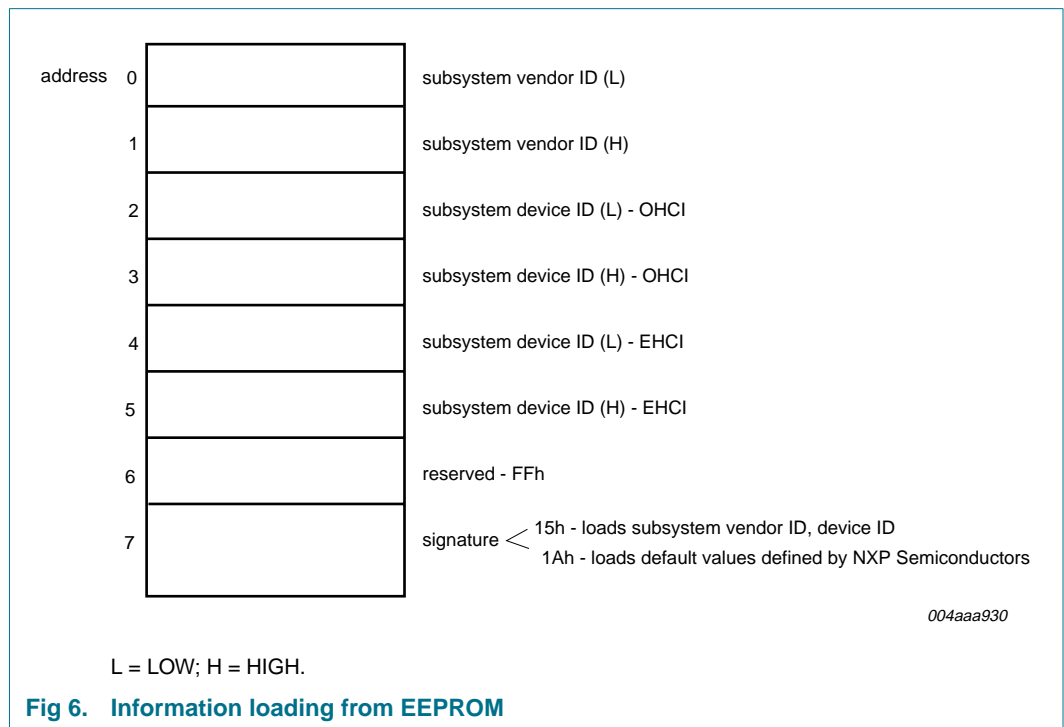 address 0 subsystem vendor ID (L)
1 subsystem vendor ID (H)
2 subsystem device ID (L) - OHCI
3 subsystem device ID (H) - OHCI
4 subsystem device ID (L) - EHCI
5 subsystem device ID (H) - EHCI
6 reserved - FFh
7 signature 15h - loads subsystem vendor ID, device ID
1Ah - loads default values defined by NXP Semiconductors
004aaa930
L = LOW; H = HIGH.
Fig 6. Information loading from EEPROM